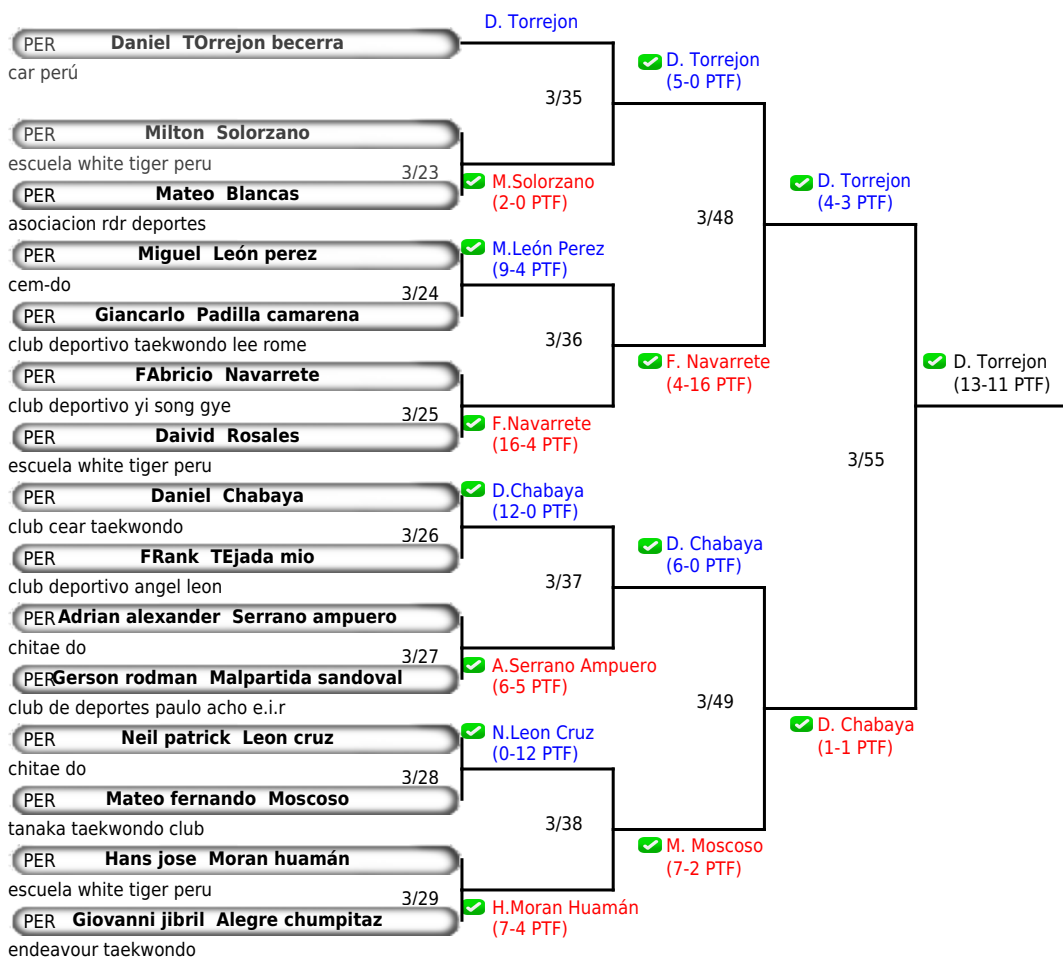 D. Torrejon
PER Daniel TOrrejon becerra
car perú
D. Torrejon
(5-0 PTF)
3/35
PER Milton Solorzano
escuela white tiger peru
3/23
PER Mateo Blancas
asociacion rdr deportes
M.Solorzano
(2-0 PTF)
D. Torrejon
(4-3 PTF)
3/48
PER Miguel León perez
cem-do
M.León Perez
(9-4 PTF)
3/24
PER Giancarlo Padilla camarena
club deportivo taekwondo lee rome
3/36
PER FAbricio Navarrete
club deportivo yi song gye
F. Navarrete
(4-16 PTF)
D. Torrejon
(13-11 PTF)
3/25
PER Daivid Rosales
escuela white tiger peru
F.Navarrete
(16-4 PTF)
3/55
PER Daniel Chabaya
club cear taekwondo
D.Chabaya
(12-0 PTF)
3/26
PER FRank TEjada mio
club deportivo angel leon
D. Chabaya
(6-0 PTF)
3/37
PER Adrian alexander Serrano ampuero
chitae do
3/27
PER Gerson rodman Malpartida sandoval
club de deportes paulo acho e.i.r
A.Serrano Ampuero
(6-5 PTF)
3/49
PER Neil patrick Leon cruz
chitae do
N.Leon Cruz
(0-12 PTF)
D. Chabaya
(1-1 PTF)
3/28
PER Mateo fernando Moscoso
tanaka taekwondo club
3/38
M. Moscoso
(7-2 PTF)
PER Hans jose Moran huamán
escuela white tiger peru
3/29
PER Giovanni jibril Alegre chumpitaz
endeavour taekwondo
H.Moran Huamán
(7-4 PTF)